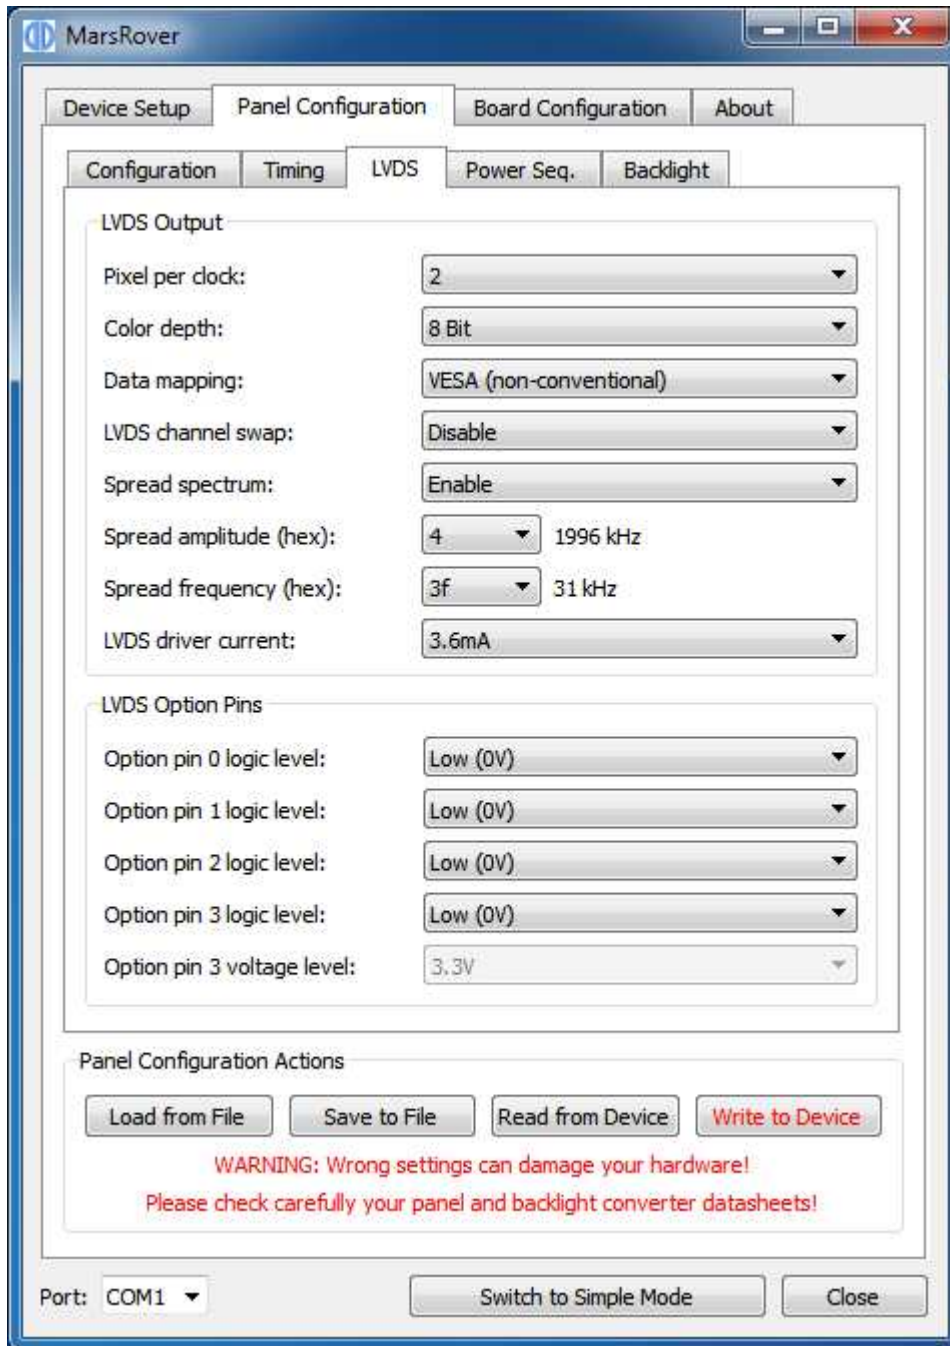 MarsRover
Device Setup Panel Configuration Board Configuration About
Configuration Timing LVDS Power Seq. Backlight
LVDS Output
Pixel per clock: 2
Color depth: 8 Bit
Data mapping: VESA (non-conventional)
LVDS channel swap: Disable
Spread spectrum: Enable
Spread amplitude (hex): 4 1996 kHz
Spread frequency (hex): 3f 31 kHz
LVDS driver current: 3.6mA
LVDS Option Pins
Option pin 0 logic level: Low (0V)
Option pin 1 logic level: Low (0V)
Option pin 2 logic level: Low (0V)
Option pin 3 logic level: Low (0V)
Option pin 3 voltage level: 3.3V
Panel Configuration Actions
Load from File Save to File Read from Device Write to Device
WARNING: Wrong settings can damage your hardware!
Please check carefully your panel and backlight converter datasheets!
Port: COM1 Switch to Simple Mode Close